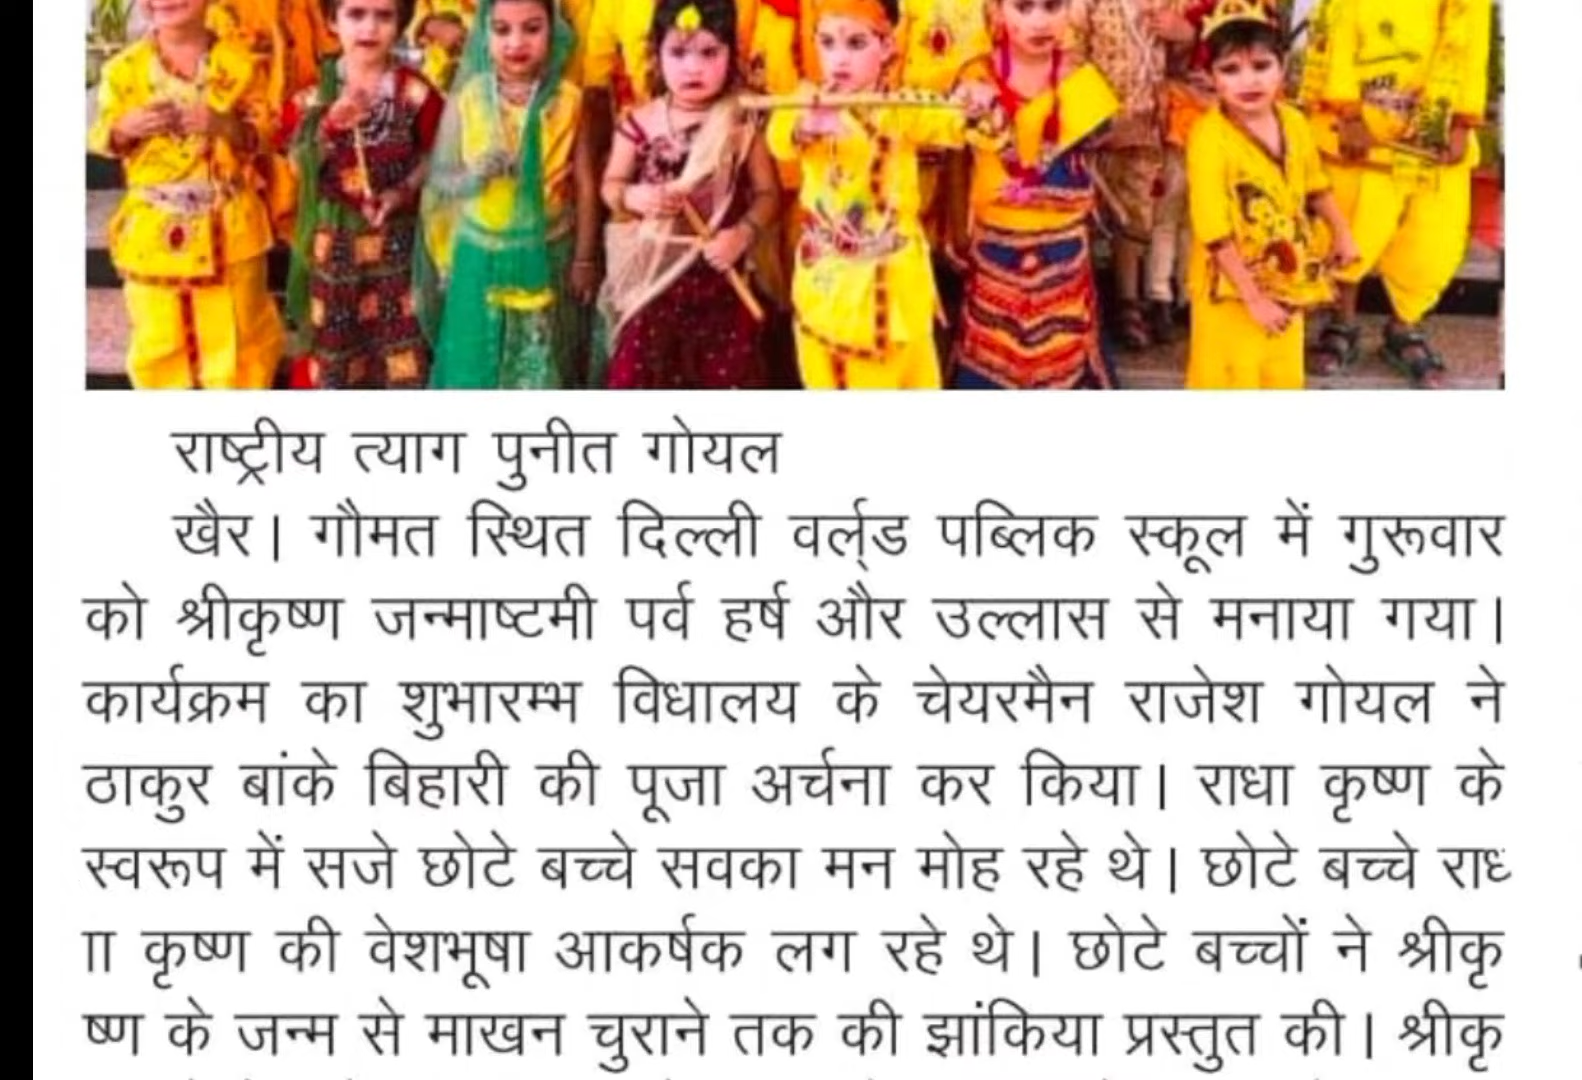 राष्ट्रीय त्याग पुनीत गोयल
खैर। गौमत स्थित दिल्ली वर्ल्ड पब्लिक स्कूल में गुरूवार
को श्रीकृष्ण जन्माष्टमी पर्व हर्ष और उल्लास से मनाया गया।
कार्यक्रम का शुभारम्भ विधालय के चेयरमैन राजेश गोयल ने
ठाकुर बांके बिहारी की पूजा अर्चना कर किया। राधा कृष्ण के
स्वरूप में सजे छोटे बच्चे सवका मन मोह रहे थे। छोटे बच्चे राध
ा कृष्ण की वेशभूषा आकर्षक लग रहे थे। छोटे बच्चों ने श्रीकृ
ष्ण के जन्म से माखन चुराने तक की झांकिया प्रस्तुत की। श्रीकृ